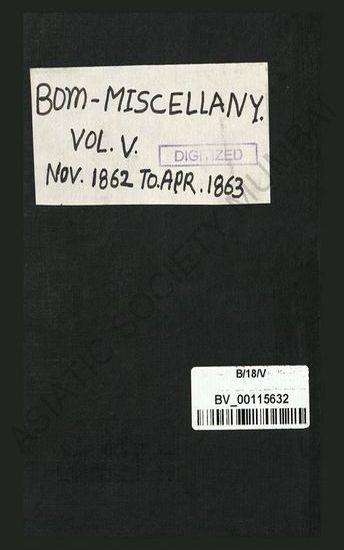 BOM-MISCELLANY.
VOL. V.
DIGITIZED
NOV. 1862 TO. APR. 1863
ASIATIC SOCIETY MUMBAI
B/18/V
BV_00115632